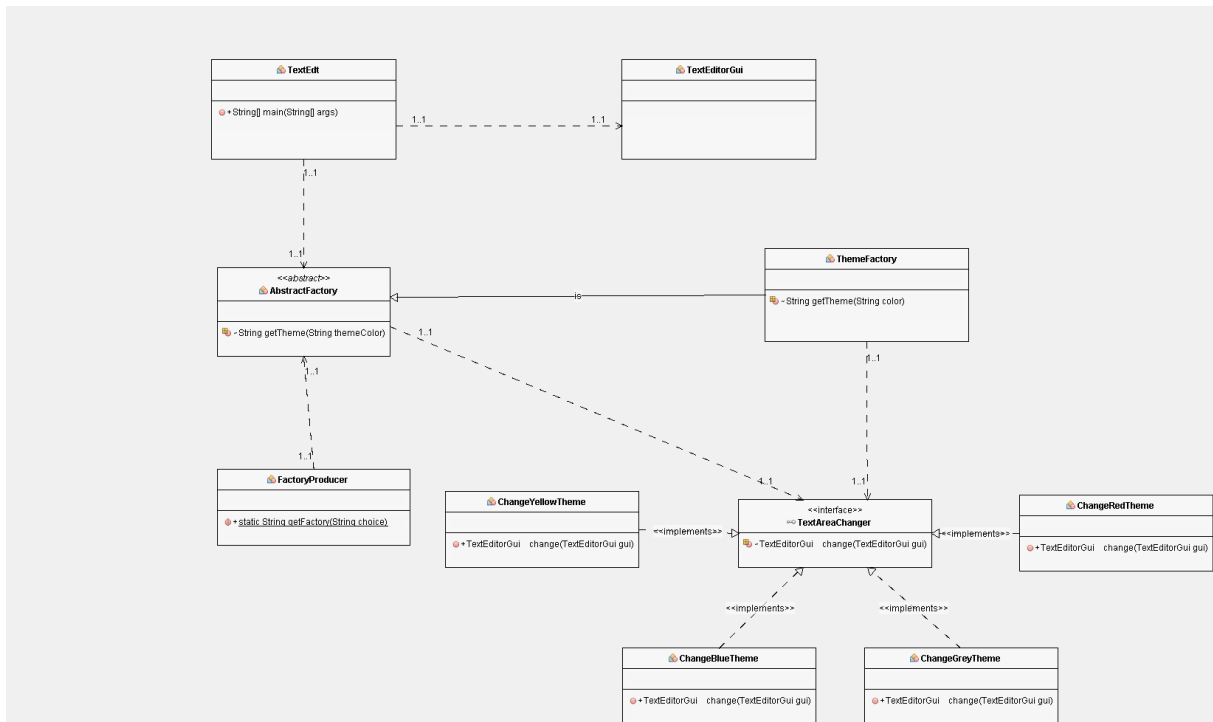 TextEdt
+String[] main(String[] args)
TextEditorGui
1..1
1..1
1..1
1..1
<<abstract>>
AbstractFactory
~String getTheme(String themeColor)
is
ThemeFactory
~String getTheme(String color)
1..1
1..1
1..1
1..1
FactoryProducer
+static String getFactory(String choice)
1..1
1..1
ChangeYellowTheme
+TextEditorGui change(TextEditorGui gui)
<<implements>>
<<interface>>
TextAreaChanger
~TextEditorGui change(TextEditorGui gui)
<<implements>>
ChangeRedTheme
+TextEditorGui change(TextEditorGui gui)
<<implements>>
<<implements>>
ChangeBlueTheme
+TextEditorGui change(TextEditorGui gui)
ChangeGreyTheme
+TextEditorGui change(TextEditorGui gui)